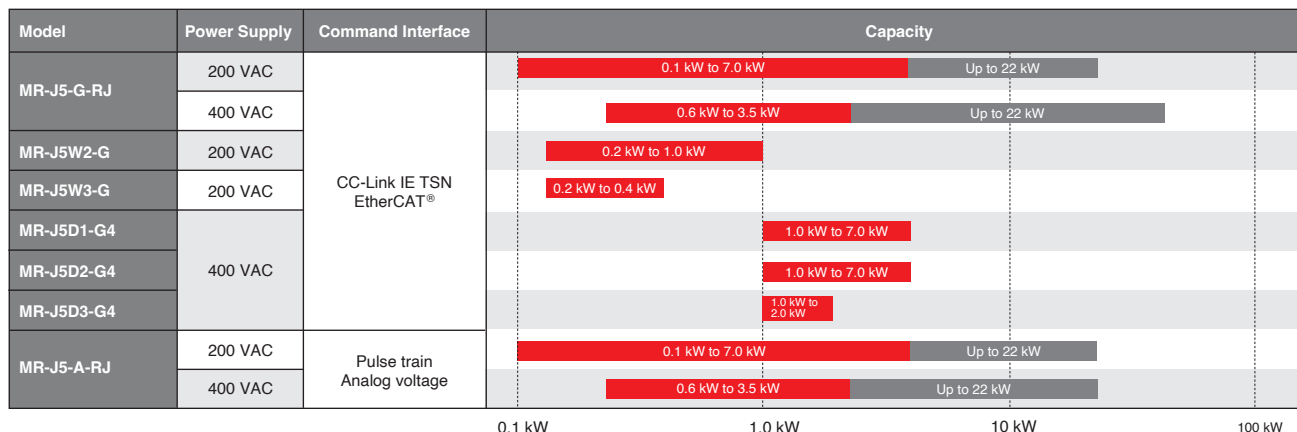 Model Power Supply Command Interface Capacity
MR-J5-G-RJ
200 VAC
0.1 kW to 7.0 kW Up to 22 kW
400 VAC
0.6 kW to 3.5 kW Up to 22 kW
MR-J5W2-G 200 VAC
0.2 kW to 1.0 kW
MR-J5W3-G 200 VAC
0.2 kW to 0.4 kW
CC-Link IE TSN
EtherCAT®
MR-J5D1-G4
1.0 kW to 7.0 kW
MR-J5D2-G4
400 VAC
1.0 kW to 7.0 kW
MR-J5D3-G4
1.0 kW to
2.0 kW
MR-J5-A-RJ
200 VAC
0.1 kW to 7.0 kW Up to 22 kW
Pulse train
Analog voltage
400 VAC
0.6 kW to 3.5 kW Up to 22 kW
0.1 kW 1.0 kW 10 kW 100 kW